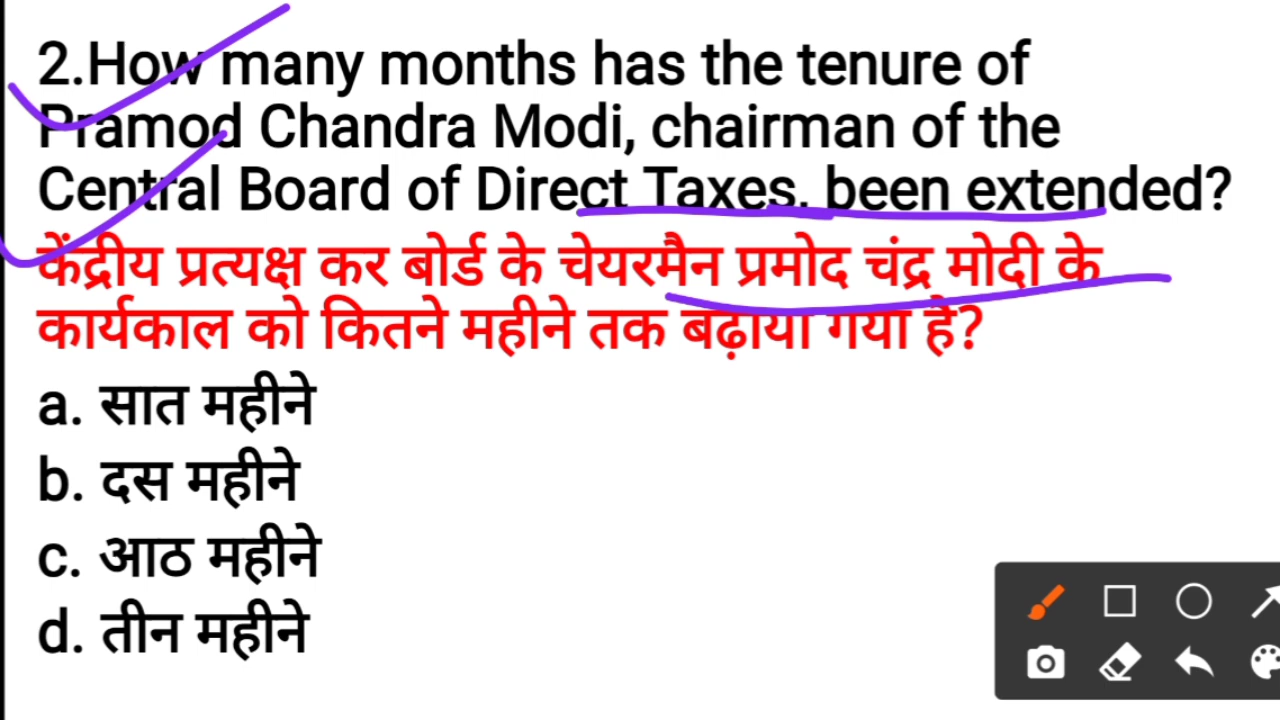 2.How many months has the tenure of
Pramod Chandra Modi, chairman of the
Central Board of Direct Taxes, been extended?
केंद्रीय प्रत्यक्ष कर बोर्ड के चेयरमैन प्रमोद चंद्र मोदी के
कार्यकाल को कितने महीने तक बढ़ाया गया है?
a. सात महीने
b. दस महीने
c. आठ महीने
d. तीन महीने